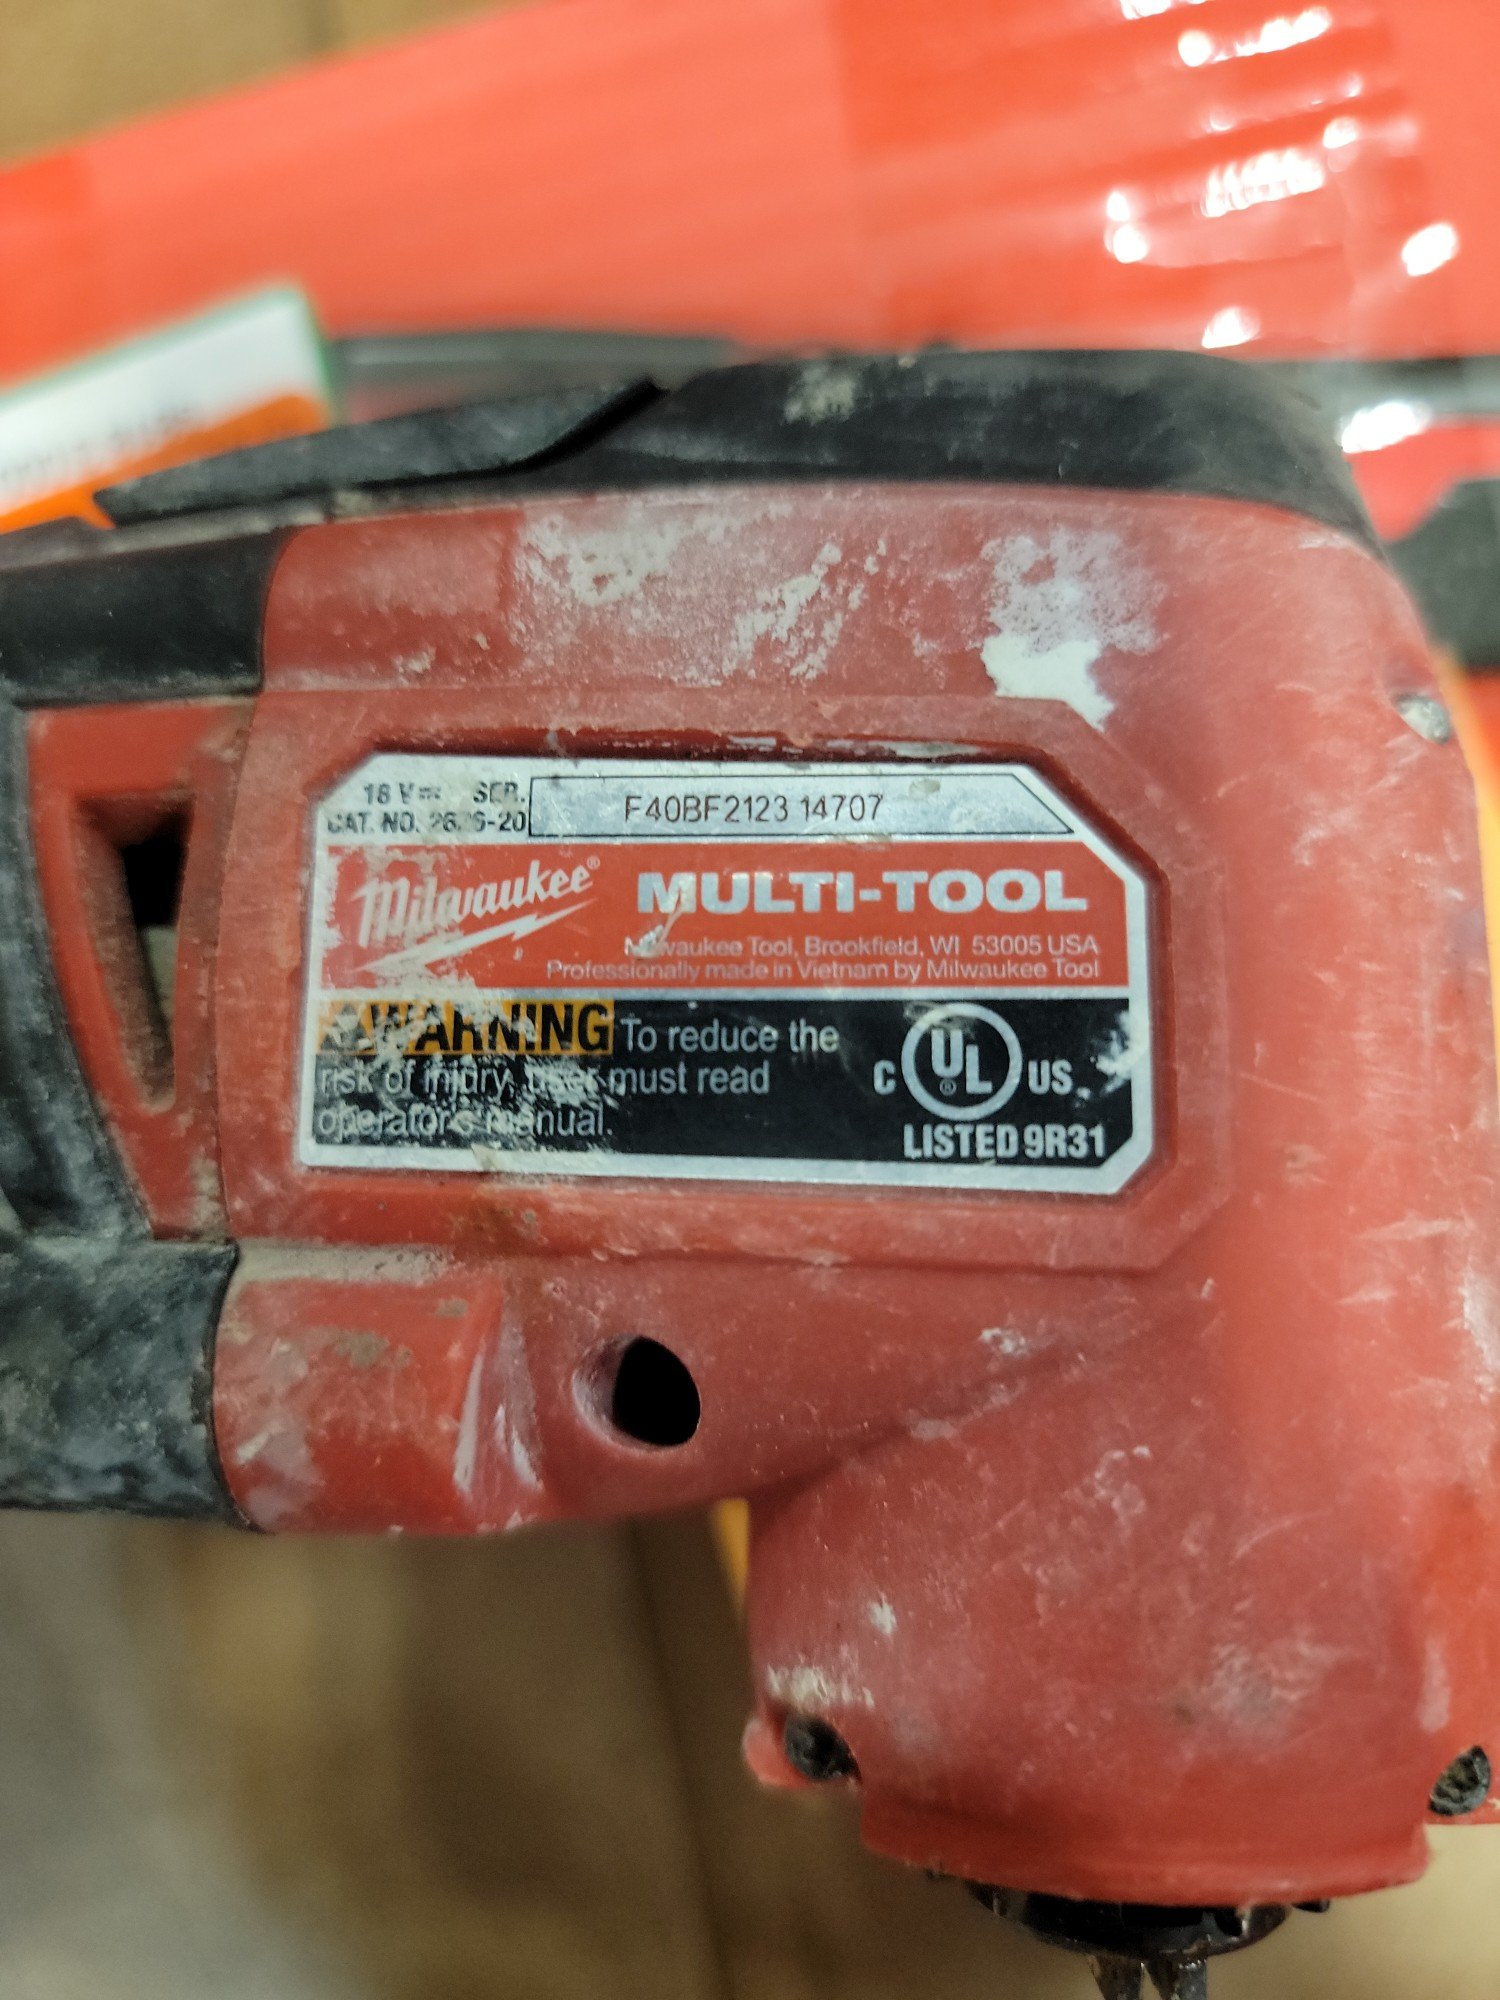 18 V⎓ SER.
CAT. NO. 2626-20
F40BF2123 14707
Milwaukee®
MULTI-TOOL
Milwaukee Tool, Brookfield, WI 53005 USA
Professionally made in Vietnam by Milwaukee Tool
WARNING To reduce the
risk of injury, user must read
operator's manual.
C UL® US
LISTED 9R31